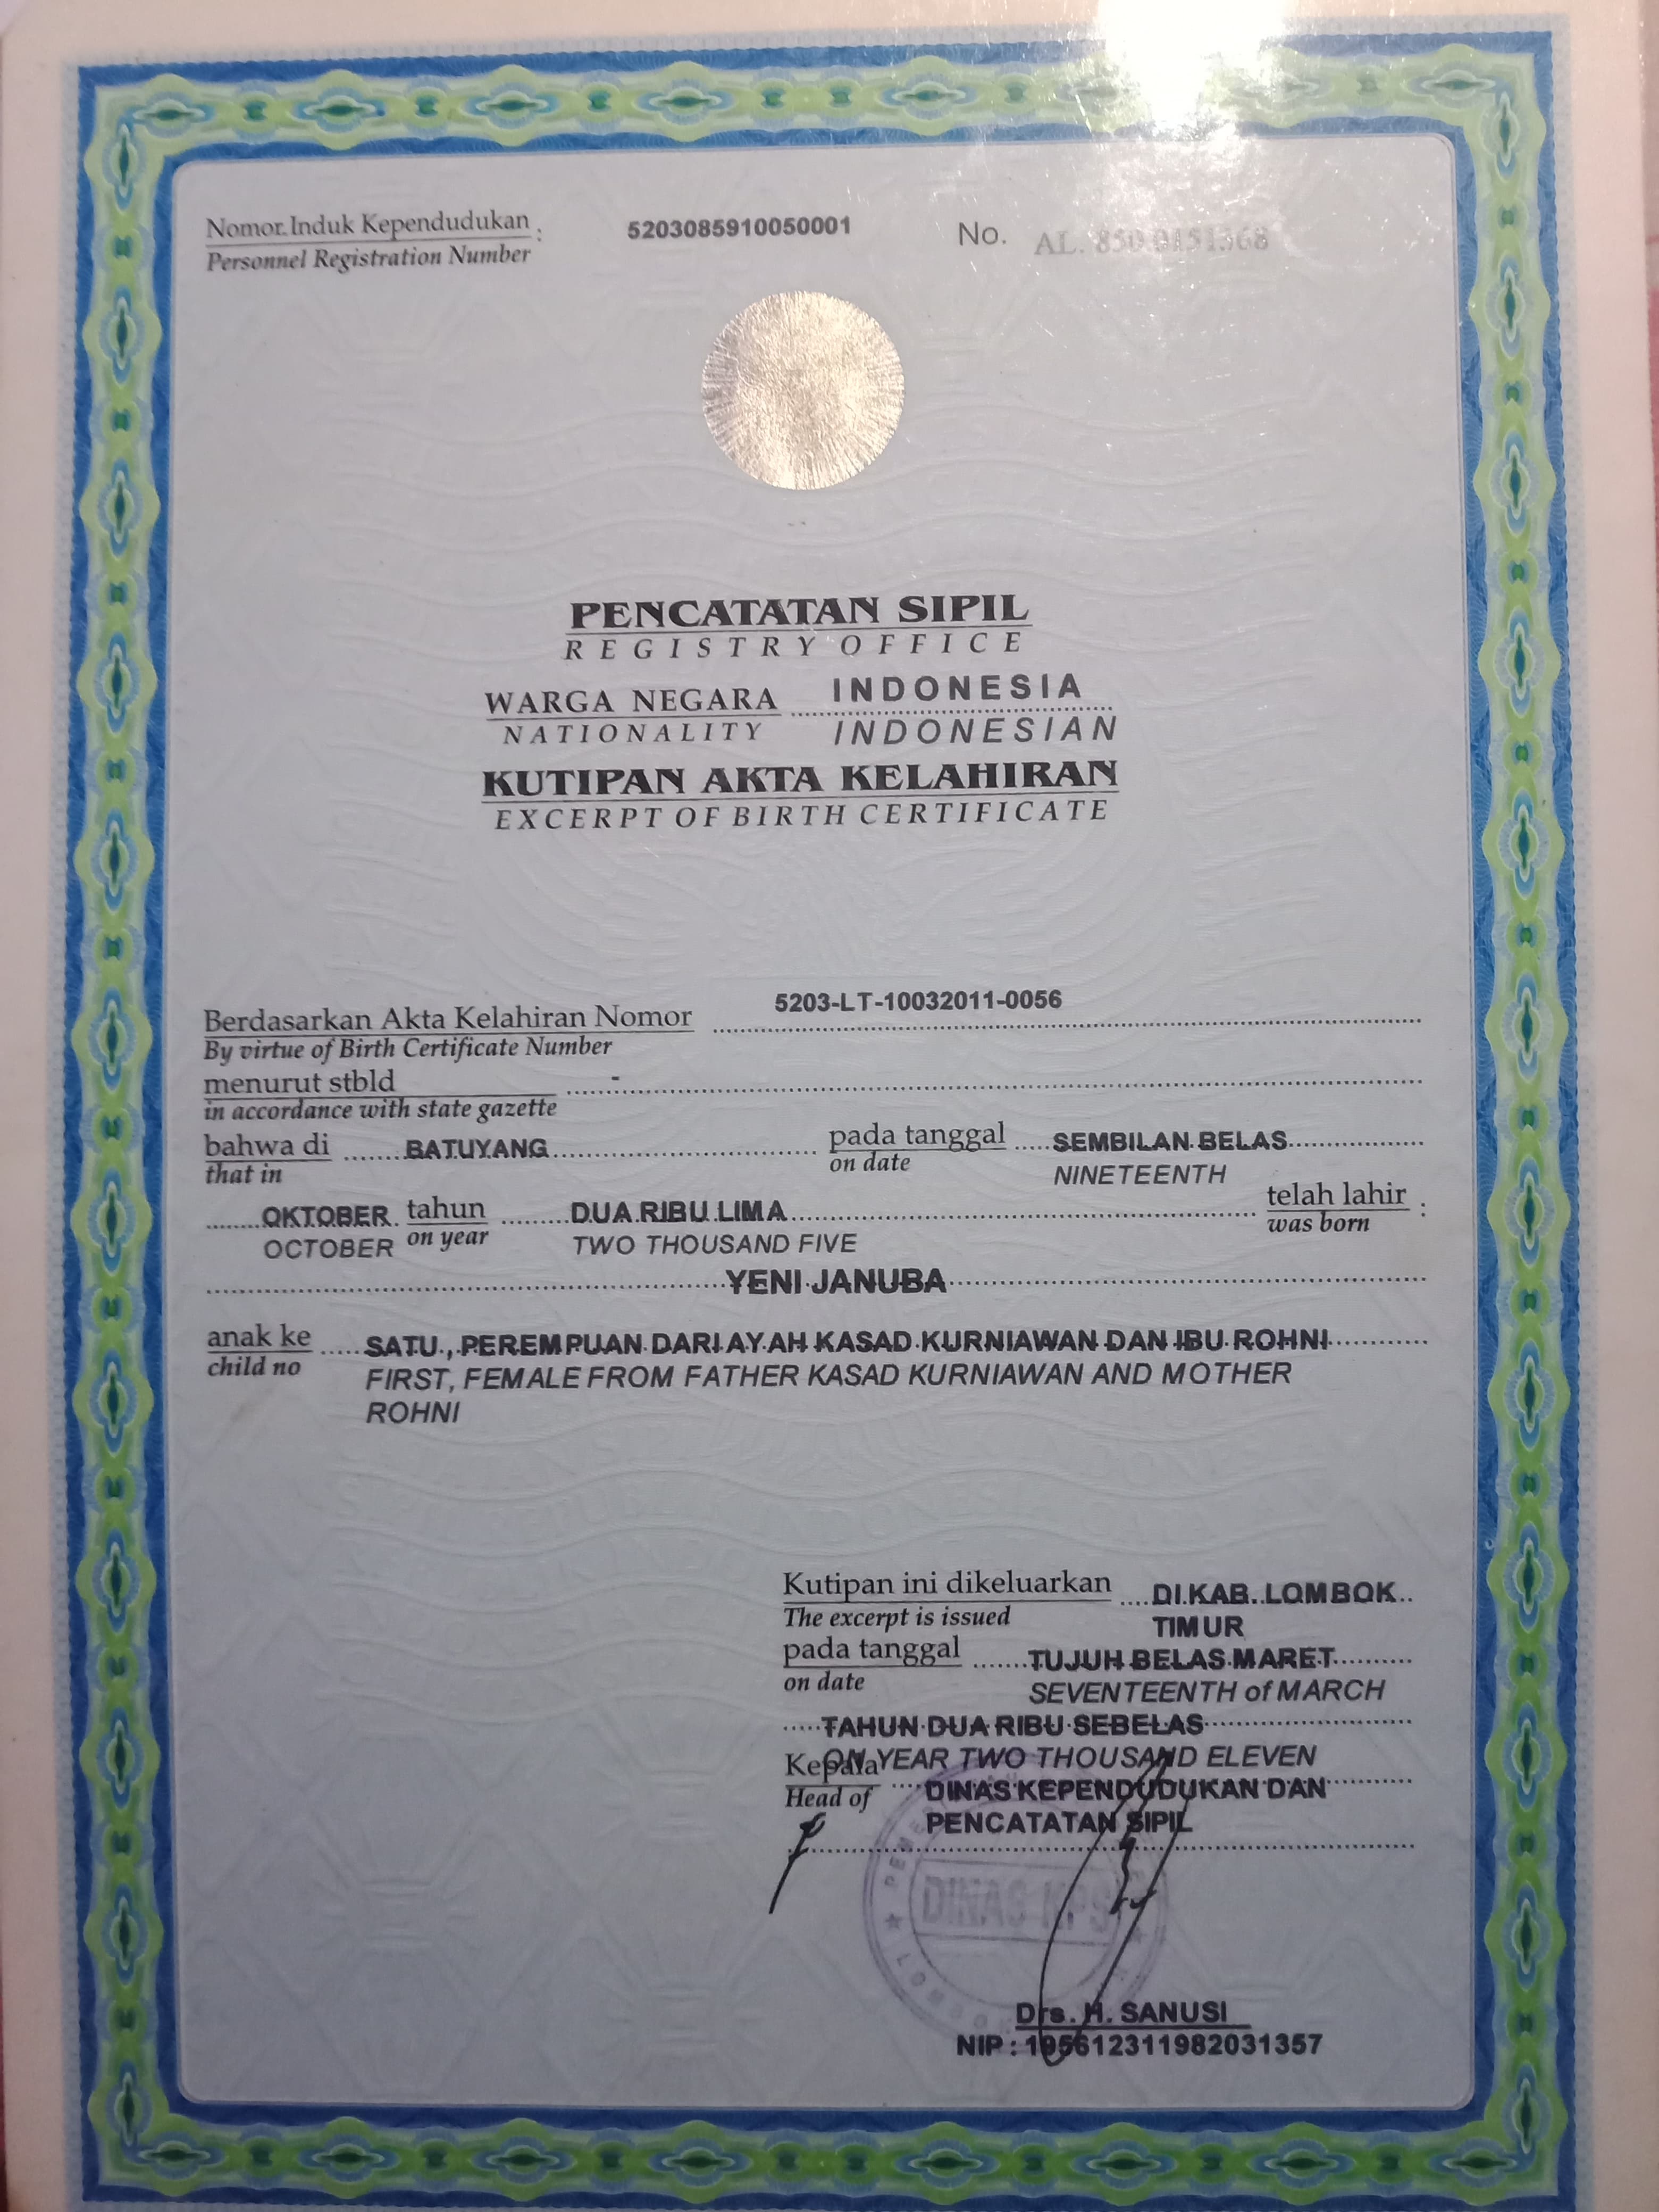 Nomor Induk Kependudukan : 5203085910050001 No. AL. 850 0151368
Personnel Registration Number
PENCATATAN SIPIL
REGISTRY OFFICE
WARGA NEGARA INDONESIA
NATIONALITY INDONESIAN
KUTIPAN AKTA KELAHIRAN
EXCERPT OF BIRTH CERTIFICATE
Berdasarkan Akta Kelahiran Nomor 5203-LT-10032011-0056
By virtue of Birth Certificate Number
menurut stbld -
in accordance with state gazette
bahwa di BATUYANG pada tanggal SEMBILAN BELAS
that in on date NINETEENTH
OKTOBER tahun DUA RIBU LIMA telah lahir :
OCTOBER on year TWO THOUSAND FIVE was born
YENI JANUBA
anak ke SATU, PEREMPUAN DARI AYAH KASAD KURNIAWAN DAN IBU ROHNI
child no FIRST, FEMALE FROM FATHER KASAD KURNIAWAN AND MOTHER
ROHNI
Kutipan ini dikeluarkan DI KAB. LOMBOK
The excerpt is issued TIMUR
pada tanggal TUJUH BELAS MARET
on date SEVENTEENTH of MARCH
TAHUN DUA RIBU SEBELAS
ON YEAR TWO THOUSAND ELEVEN
Kepala DINAS KEPENDUDUKAN DAN
Head of PENCATATAN SIPIL
DINAS
Drs. H. SANUSI
NIP : 195612311982031357